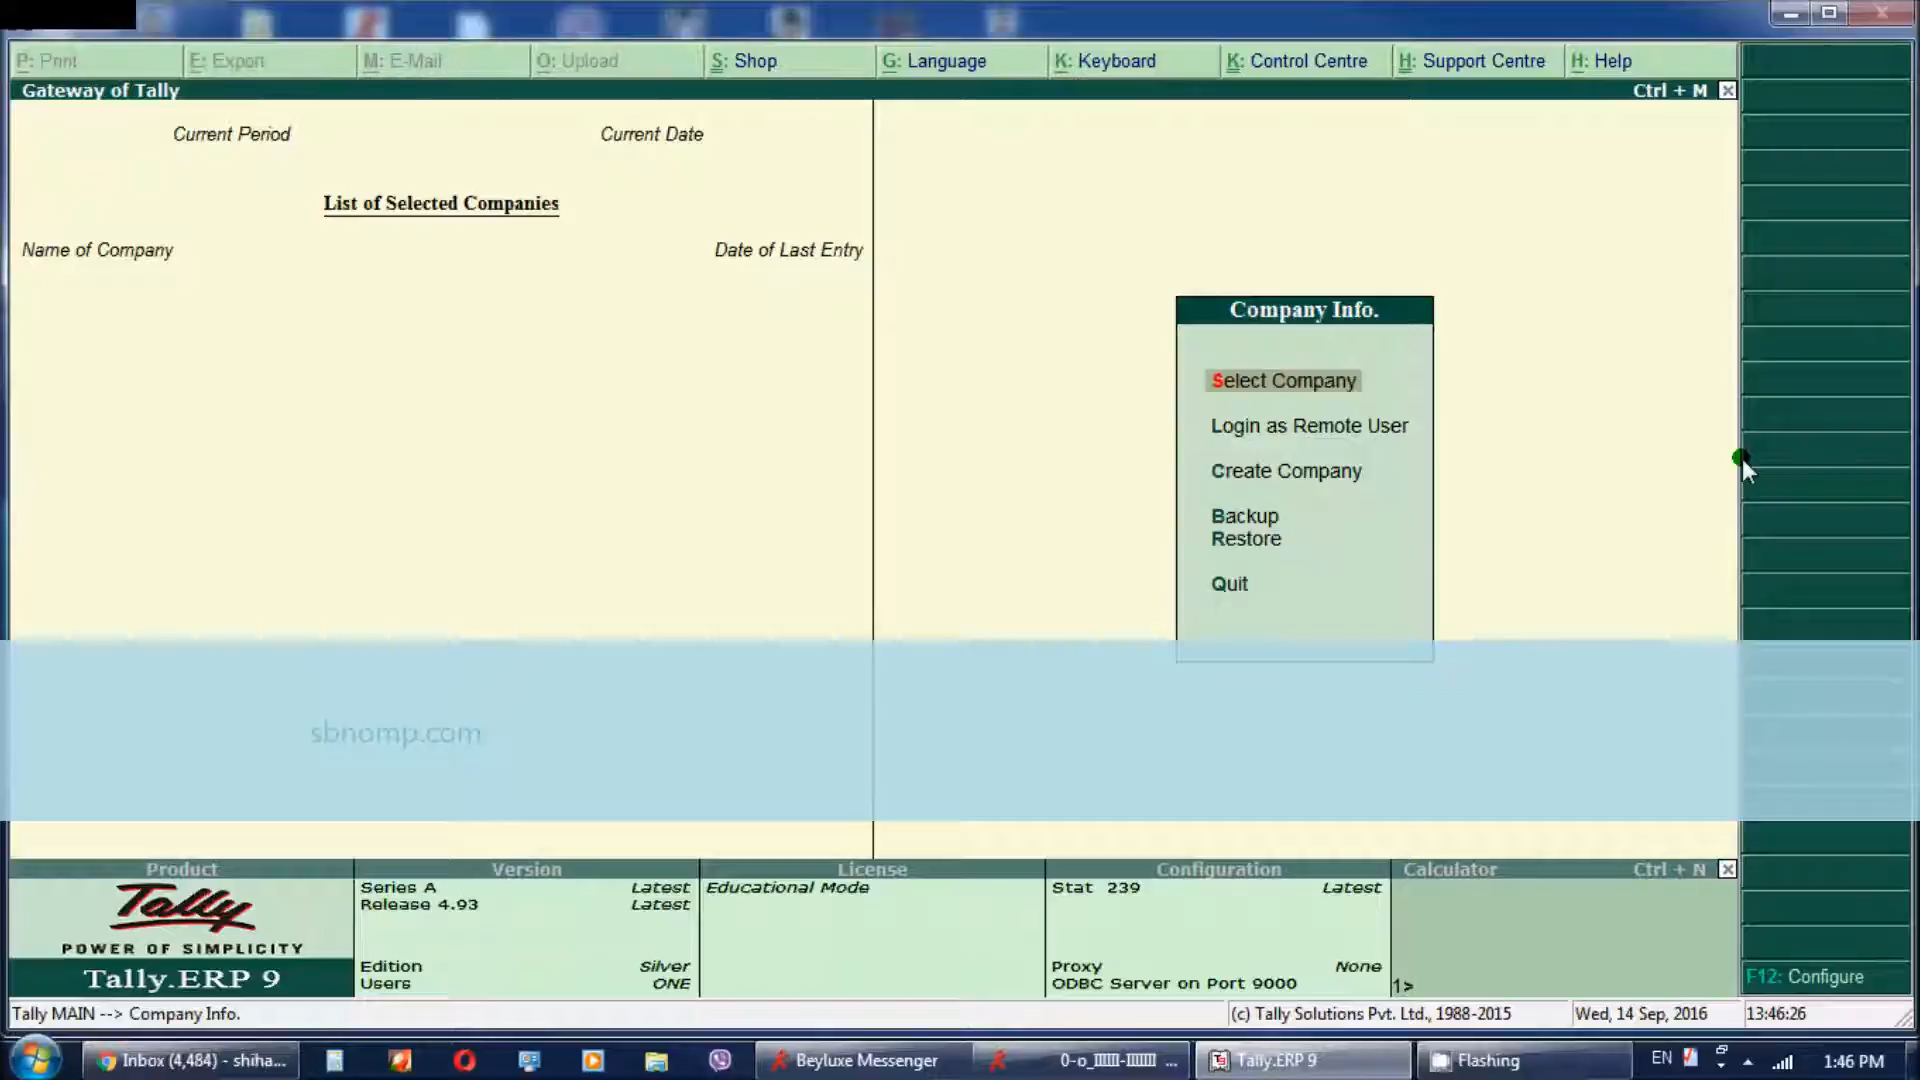 P: Print
E: Export
M: E-Mail
O: Upload
S: Shop
G: Language
K: Keyboard
K: Control Centre
H: Support Centre
H: Help
Gateway of Tally
Ctrl + M
Current Period
Current Date
List of Selected Companies
Name of Company
Date of Last Entry
Company Info.
Select Company
Login as Remote User
Create Company
Backup
Restore
Quit
sbnomp.com
Product
Version
License
Configuration
Calculator
Ctrl + N
Tally
POWER OF SIMPLICITY
Tally.ERP 9
Series A Latest
Release 4.93 Latest
Edition Silver
Users ONE
Educational Mode
Stat 239 Latest
Proxy None
ODBC Server on Port 9000
1>
F12: Configure
Tally MAIN --> Company Info.
(c) Tally Solutions Pvt. Ltd., 1988-2015
Wed, 14 Sep, 2016
13:46:26
Inbox (4,484) - shiha...
Beyluxe Messenger
Tally.ERP 9
Flashing
EN
1:46 PM